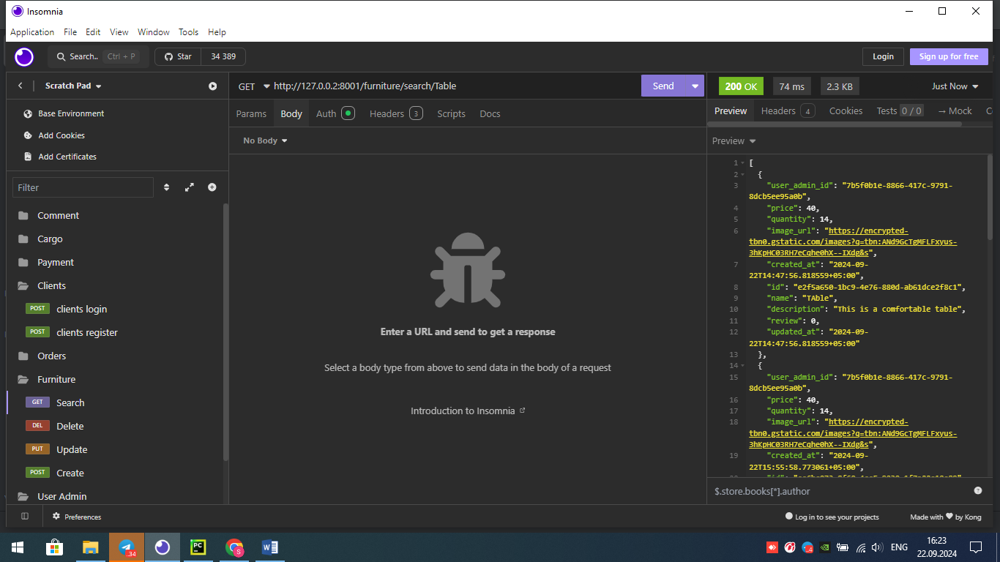 Insomnia
Application File Edit View Window Tools Help
Search.. Ctrl + P Star 34 389 Login Sign up for free
Scratch Pad
Base Environment
Add Cookies
Add Certificates
Filter
Comment
Cargo
Payment
Clients
POST clients login
POST clients register
Orders
Furniture
GET Search
DEL Delete
PUT Update
POST Create
User Admin
Preferences
GET http://127.0.0.2:8001/furniture/search/Table Send
Params Body Auth Headers 3 Scripts Docs
No Body
Enter a URL and send to get a response
Select a body type from above to send data in the body of a request
Introduction to Insomnia
200 OK 74 ms 2.3 KB Just Now
Preview Headers 4 Cookies Tests 0 / 0 → Mock
Preview
1 [
2 {
3 "user_admin_id": "7b5f0b1e-8866-417c-9791-
8dcb5ee95a0b",
4 "price": 40,
5 "quantity": 14,
6 "image_url": "https://encrypted-
tbn0.gstatic.com/images?q=tbn:ANd9GcTgMFLFxyus-
3hKpHC03RH7eCqhe0hX--IXdg&s",
7 "created_at": "2024-09-
22T14:47:56.818559+05:00",
8 "id": "e2f5a650-1bc9-4e76-880d-ab61dce2f8c1",
9 "name": "TAble",
10 "description": "This is a comfortable table",
11 "review": 0,
12 "updated_at": "2024-09-
22T14:47:56.818559+05:00"
13 },
14 {
15 "user_admin_id": "7b5f0b1e-8866-417c-9791-
8dcb5ee95a0b",
16 "price": 40,
17 "quantity": 14,
18 "image_url": "https://encrypted-
tbn0.gstatic.com/images?q=tbn:ANd9GcTgMFLFxyus-
3hKpHC03RH7eCqhe0hX--IXdg&s",
19 "created_at": "2024-09-
22T15:55:58.773061+05:00",
$.store.books[*].author
Log in to see your projects Made with by Kong
ENG 16:23
22.09.2024